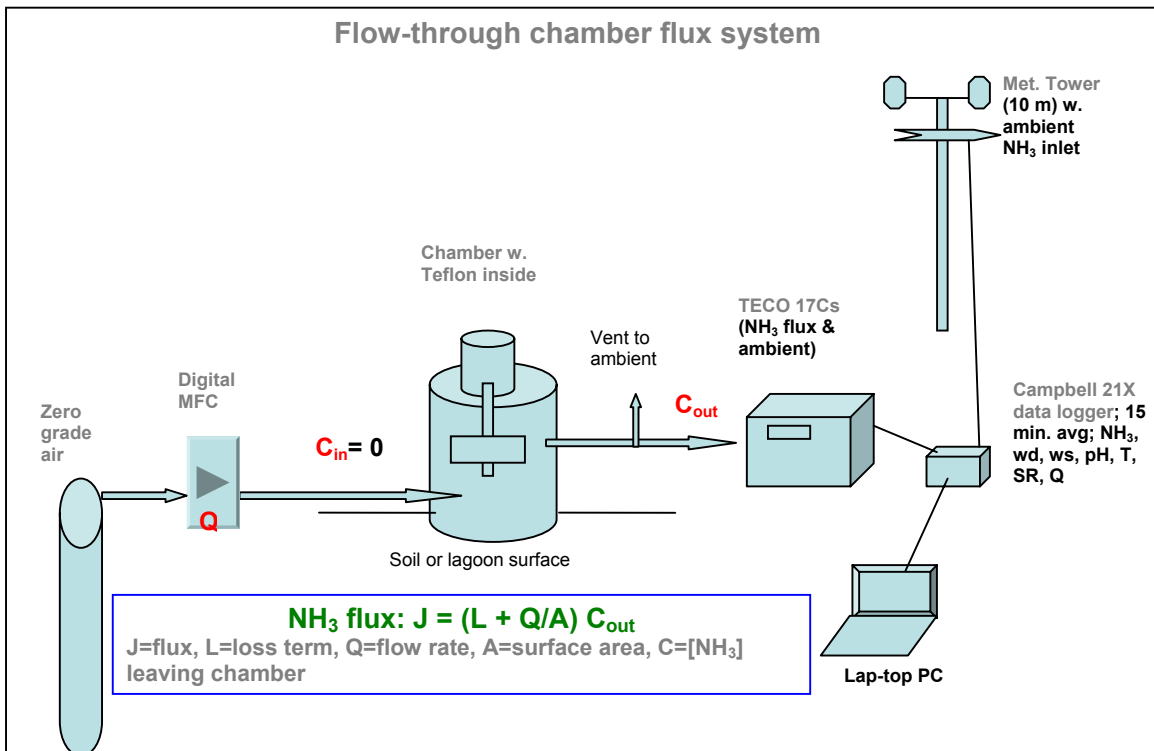 Flow-through chamber flux system
Met. Tower
(10 m) w.
ambient
NH₃ inlet
Chamber w.
Teflon inside
TECO 17Cs
(NH₃ flux &
ambient)
Vent to
ambient
Digital
MFC
Zero
grade
air
Q
C_in= 0
C_out
Campbell 21X
data logger; 15
min. avg; NH₃,
wd, ws, pH, T,
SR, Q
Soil or lagoon surface
NH₃ flux: J = (L + Q/A) C_out
J=flux, L=loss term, Q=flow rate, A=surface area, C=[NH₃]
leaving chamber
Lap-top PC